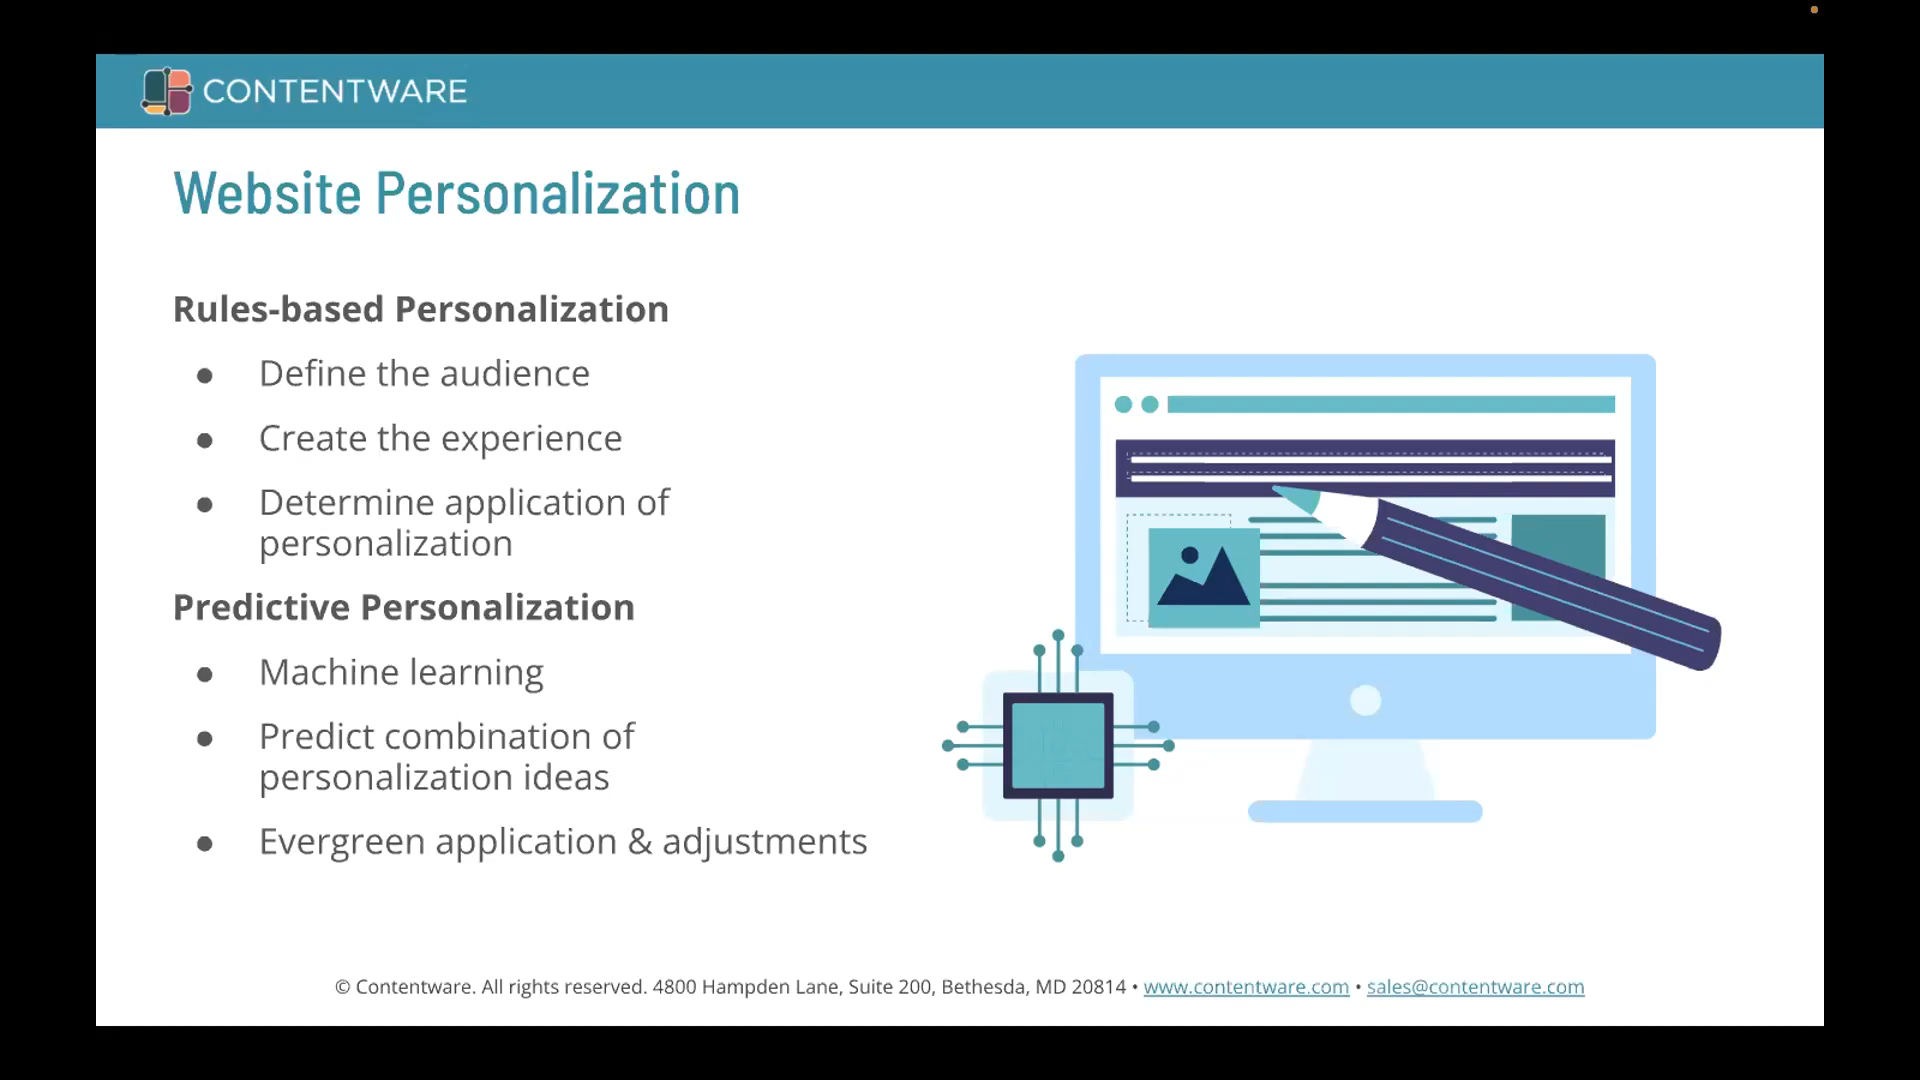 CONTENTWARE
Website Personalization
Rules-based Personalization
● Define the audience
● Create the experience
● Determine application of
personalization
Predictive Personalization
● Machine learning
● Predict combination of
personalization ideas
● Evergreen application & adjustments
© Contentware. All rights reserved. 4800 Hampden Lane, Suite 200, Bethesda, MD 20814 • www.contentware.com • sales@contentware.com